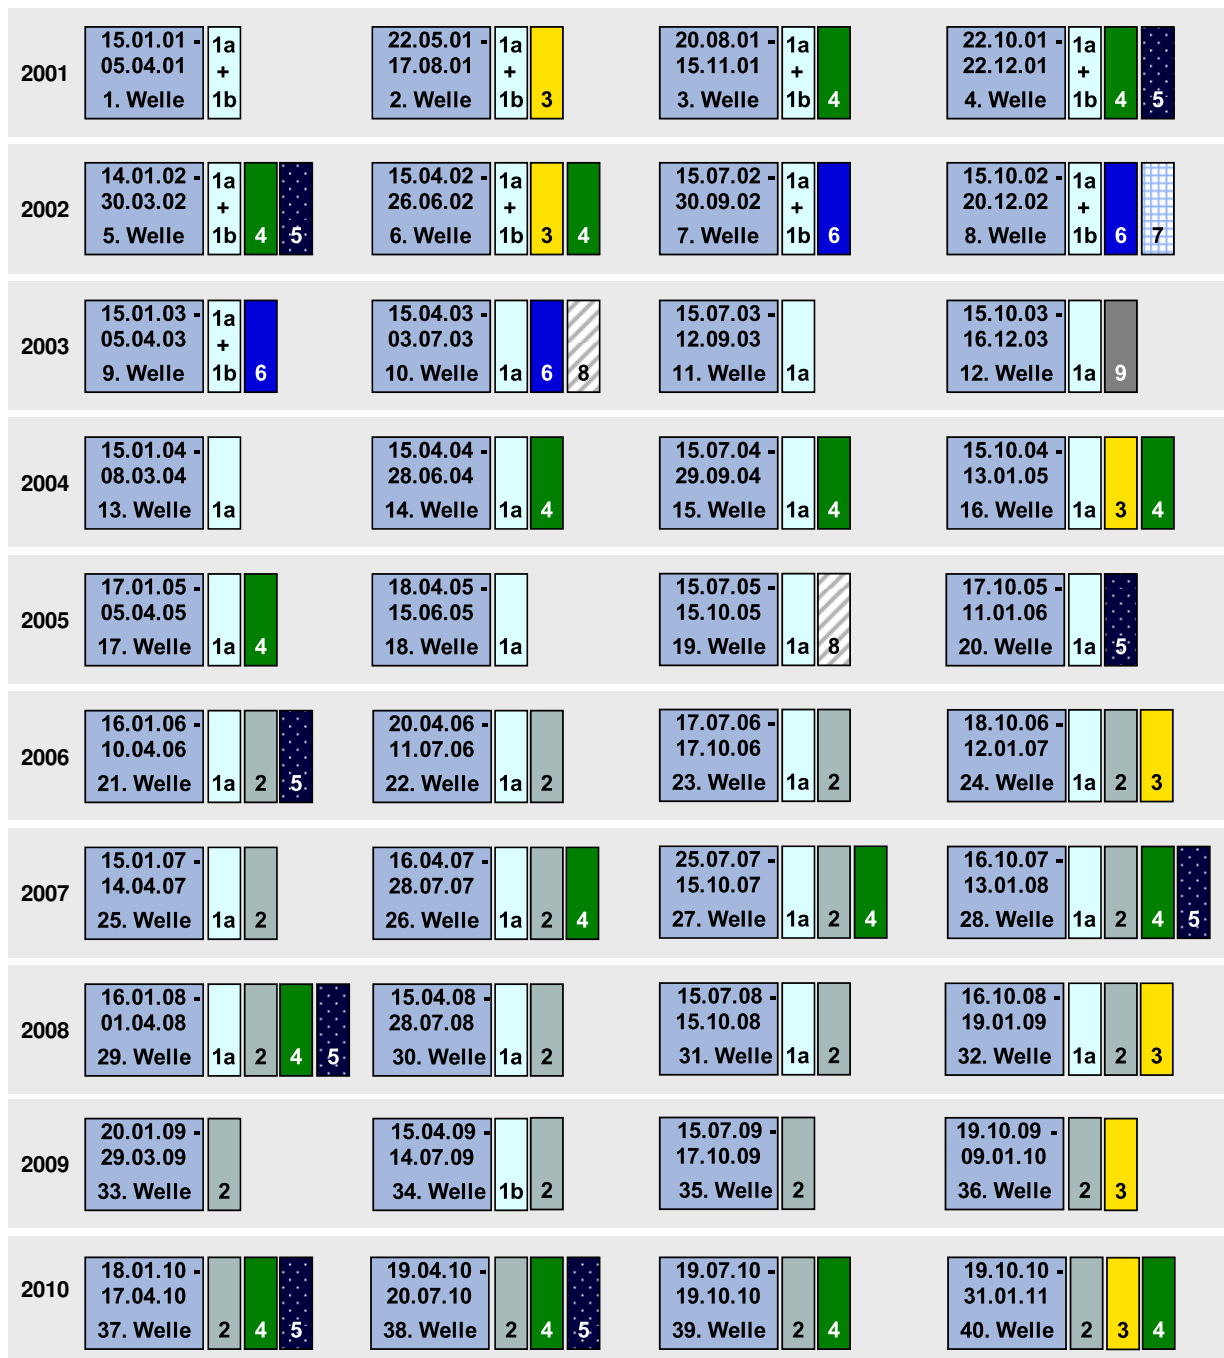 2001
15.01.01 -
05.04.01
1. Welle
1a
+
1b
22.05.01 -
17.08.01
2. Welle
1a
+
1b
3
20.08.01 -
15.11.01
3. Welle
1a
+
1b
4
22.10.01 -
22.12.01
4. Welle
1a
+
1b
4
5
2002
14.01.02 -
30.03.02
5. Welle
1a
+
1b
4
5
15.04.02 -
26.06.02
6. Welle
1a
+
1b
3
4
15.07.02 -
30.09.02
7. Welle
1a
+
1b
6
15.10.02 -
20.12.02
8. Welle
1a
+
1b
6
7
2003
15.01.03 -
05.04.03
9. Welle
1a
+
1b
6
15.04.03 -
03.07.03
10. Welle
1a
6
8
15.07.03 -
12.09.03
11. Welle
1a
15.10.03 -
16.12.03
12. Welle
1a
9
2004
15.01.04 -
08.03.04
13. Welle
1a
15.04.04 -
28.06.04
14. Welle
1a
4
15.07.04 -
29.09.04
15. Welle
1a
4
15.10.04 -
13.01.05
16. Welle
1a
3
4
2005
17.01.05 -
05.04.05
17. Welle
1a
4
18.04.05 -
15.06.05
18. Welle
1a
15.07.05 -
15.10.05
19. Welle
1a
8
17.10.05 -
11.01.06
20. Welle
1a
5
2006
16.01.06 -
10.04.06
21. Welle
1a
2
5
20.04.06 -
11.07.06
22. Welle
1a
2
17.07.06 -
17.10.06
23. Welle
1a
2
18.10.06 -
12.01.07
24. Welle
1a
2
3
2007
15.01.07 -
14.04.07
25. Welle
1a
2
16.04.07 -
28.07.07
26. Welle
1a
2
4
25.07.07 -
15.10.07
27. Welle
1a
2
4
16.10.07 -
13.01.08
28. Welle
1a
2
4
5
2008
16.01.08 -
01.04.08
29. Welle
1a
2
4
5
15.04.08 -
28.07.08
30. Welle
1a
2
15.07.08 -
15.10.08
31. Welle
1a
2
16.10.08 -
19.01.09
32. Welle
1a
2
3
2009
20.01.09 -
29.03.09
33. Welle
2
15.04.09 -
14.07.09
34. Welle
1b
2
15.07.09 -
17.10.09
35. Welle
2
19.10.09 -
09.01.10
36. Welle
2
3
2010
18.01.10 -
17.04.10
37. Welle
2
4
5
19.04.10 -
20.07.10
38. Welle
2
4
5
19.07.10 -
19.10.10
39. Welle
2
4
19.10.10 -
31.01.11
40. Welle
2
3
4